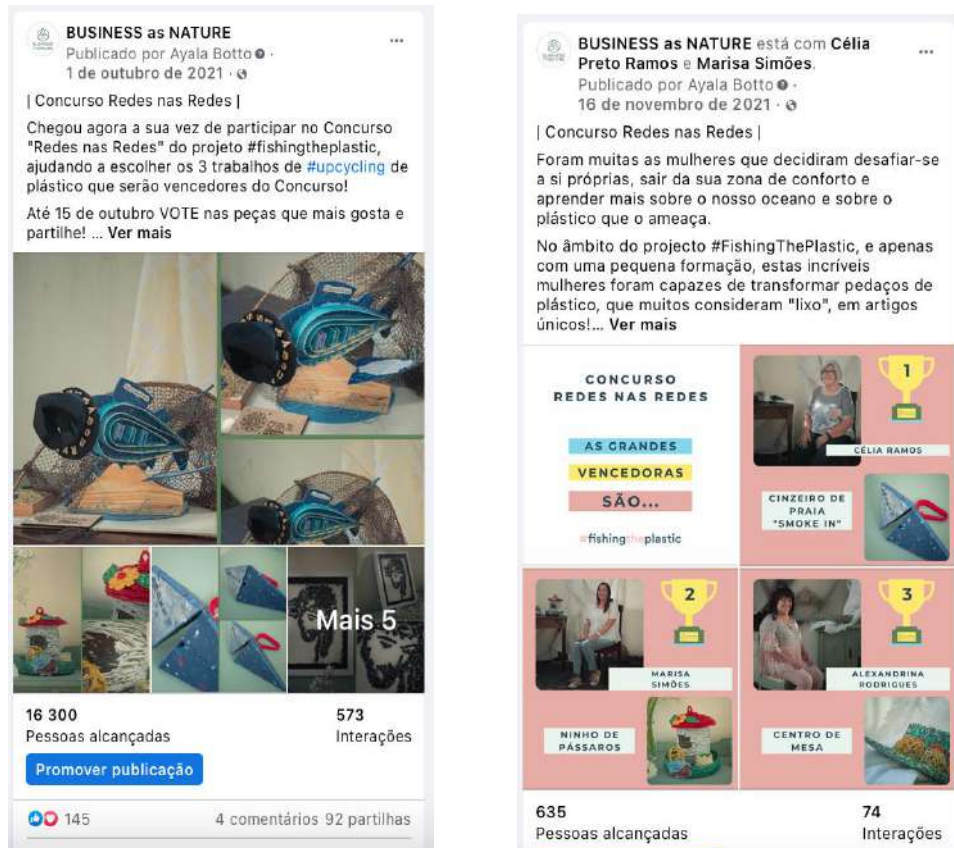 BUSINESS as NATURE
Publicado por Ayala Botto ·
1 de outubro de 2021 ·
| Concurso Redes nas Redes |
Chegou agora a sua vez de participar no Concurso
"Redes nas Redes" do projeto #fishingtheplastic,
ajudando a escolher os 3 trabalhos de #upcycling de
plástico que serão vencedores do Concurso!
Até 15 de outubro VOTE nas peças que mais gosta e
partilhe! ... Ver mais
Mais 5
16 300
Pessoas alcançadas
573
Interações
Promover publicação
145
4 comentários 92 partilhas
BUSINESS as NATURE está com Célia
Preto Ramos e Marisa Simões.
Publicado por Ayala Botto ·
16 de novembro de 2021 ·
| Concurso Redes nas Redes |
Foram muitas as mulheres que decidiram desafiar-se
a si próprias, sair da sua zona de conforto e
aprender mais sobre o nosso oceano e sobre o
plástico que o ameaça.
No âmbito do projecto #FishingThePlastic, e apenas
com uma pequena formação, estas incríveis
mulheres foram capazes de transformar pedaços de
plástico, que muitos consideram "lixo", em artigos
únicos!... Ver mais
CONCURSO
REDES NAS REDES
AS GRANDES
VENCEDORAS
SÃO...
#fishingtheplastic
1
CÉLIA RAMOS
CINZEIRO DE
PRAIA
"SMOKE IN"
2
MARISA
SIMÕES
NINHO DE
PÁSSAROS
3
ALEXANDRINA
RODRIGUES
CENTRO DE
MESA
635
Pessoas alcançadas
74
Interações